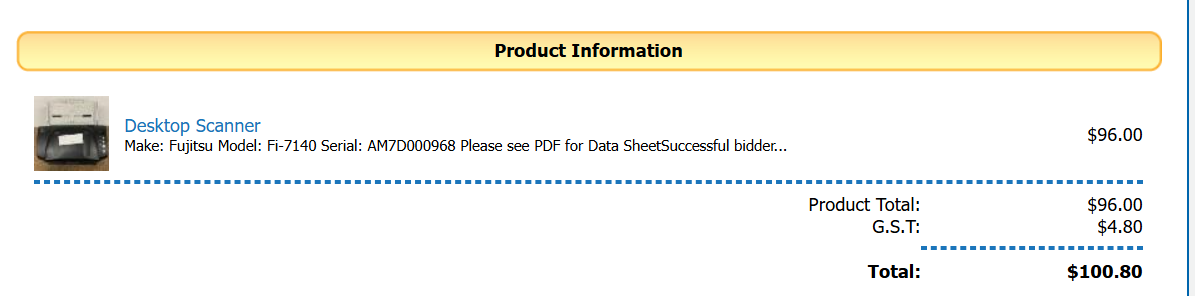 Product Information
Desktop Scanner
Make: Fujitsu Model: Fi-7140 Serial: AM7D000968 Please see PDF for Data SheetSuccessful bidder...
$96.00
Product Total: $96.00
G.S.T: $4.80
Total: $100.80